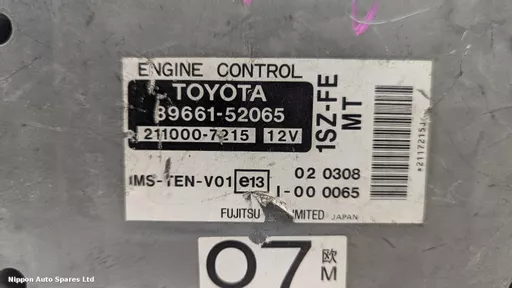 ENGINE CONTROL
TOYOTA
89661-52065
211000-7215 12V
1SZ-FE
MT
IMS-TEN-V01 e13 02 0308
I-00 0065
FUJITSU LIMITED JAPAN
*2117215J
07 欧
M
Nippon Auto Spares Ltd